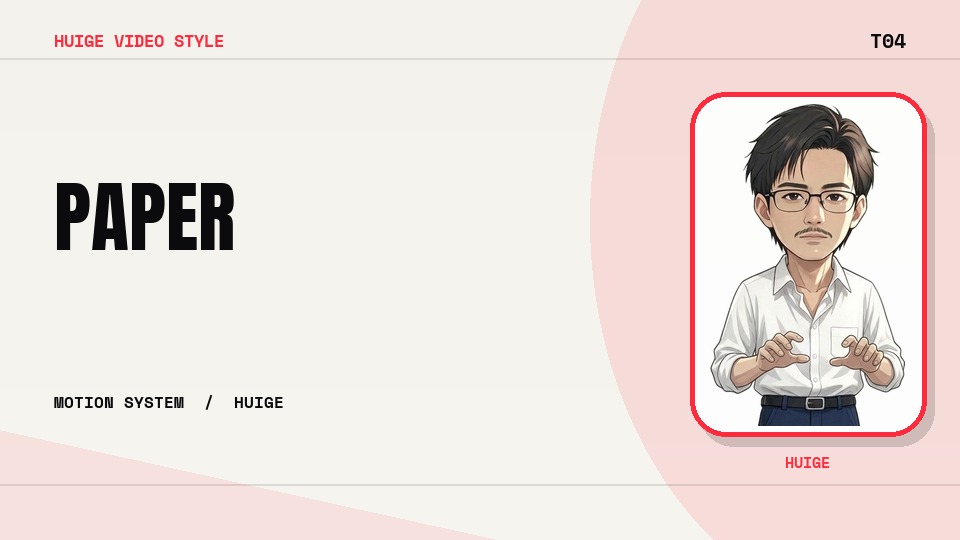 HUIGE VIDEO STYLE
T04
PAPER
MOTION SYSTEM / HUIGE
HUIGE